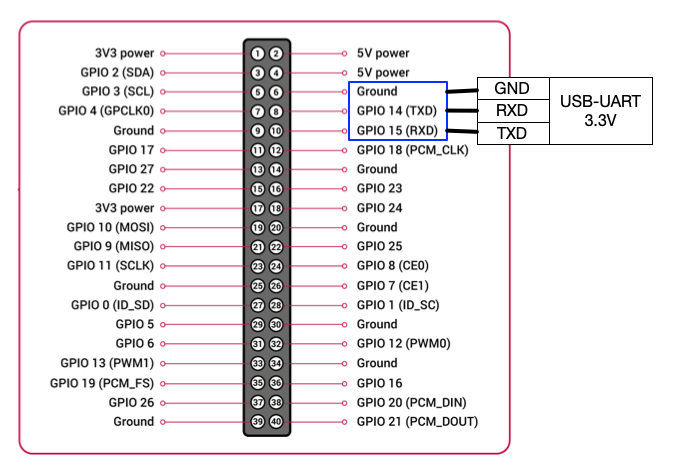 3V3 power 1 2 5V power
GPIO 2 (SDA) 3 4 5V power
GPIO 3 (SCL) 5 6 Ground GND
GPIO 4 (GPCLK0) 7 8 GPIO 14 (TXD) RXD USB-UART
Ground 9 10 GPIO 15 (RXD) TXD 3.3V
GPIO 17 11 12 GPIO 18 (PCM_CLK)
GPIO 27 13 14 Ground
GPIO 22 15 16 GPIO 23
3V3 power 17 18 GPIO 24
GPIO 10 (MOSI) 19 20 Ground
GPIO 9 (MISO) 21 22 GPIO 25
GPIO 11 (SCLK) 23 24 GPIO 8 (CE0)
Ground 25 26 GPIO 7 (CE1)
GPIO 0 (ID_SD) 27 28 GPIO 1 (ID_SC)
GPIO 5 29 30 Ground
GPIO 6 31 32 GPIO 12 (PWM0)
GPIO 13 (PWM1) 33 34 Ground
GPIO 19 (PCM_FS) 35 36 GPIO 16
GPIO 26 37 38 GPIO 20 (PCM_DIN)
Ground 39 40 GPIO 21 (PCM_DOUT)